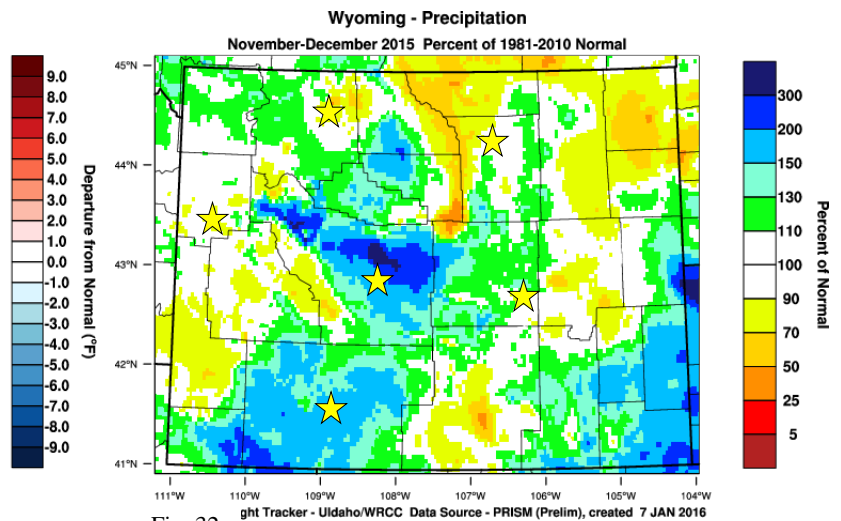 Wyoming - Precipitation
November-December 2015 Percent of 1981-2010 Normal
9.0
8.0
7.0
6.0
5.0
4.0
3.0
2.0
1.0
0.0
-1.0
-2.0
-3.0
-4.0
-5.0
-6.0
-7.0
-8.0
-9.0
Departure from Normal (°F)
45°N
44°N
43°N
42°N
41°N
111°W 110°W 109°W 108°W 107°W 106°W 105°W 104°W
300
200
150
130
110
100
90
70
50
25
5
Percent of Normal
ght Tracker - UIdaho/WRCC Data Source - PRISM (Prelim), created 7 JAN 2016